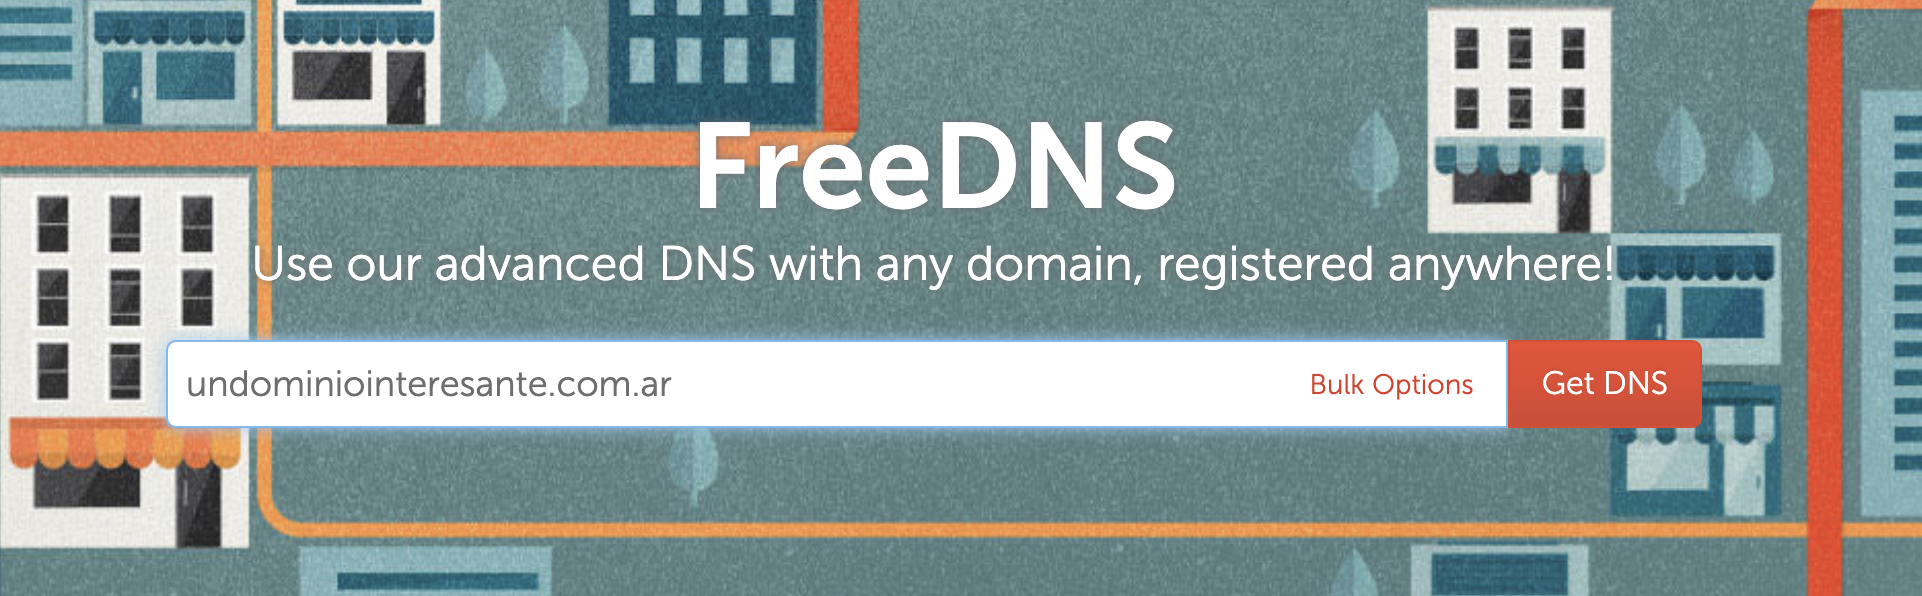 FreeDNS
Use our advanced DNS with any domain, registered anywhere!
undominiointeresante.com.ar
Bulk Options
Get DNS